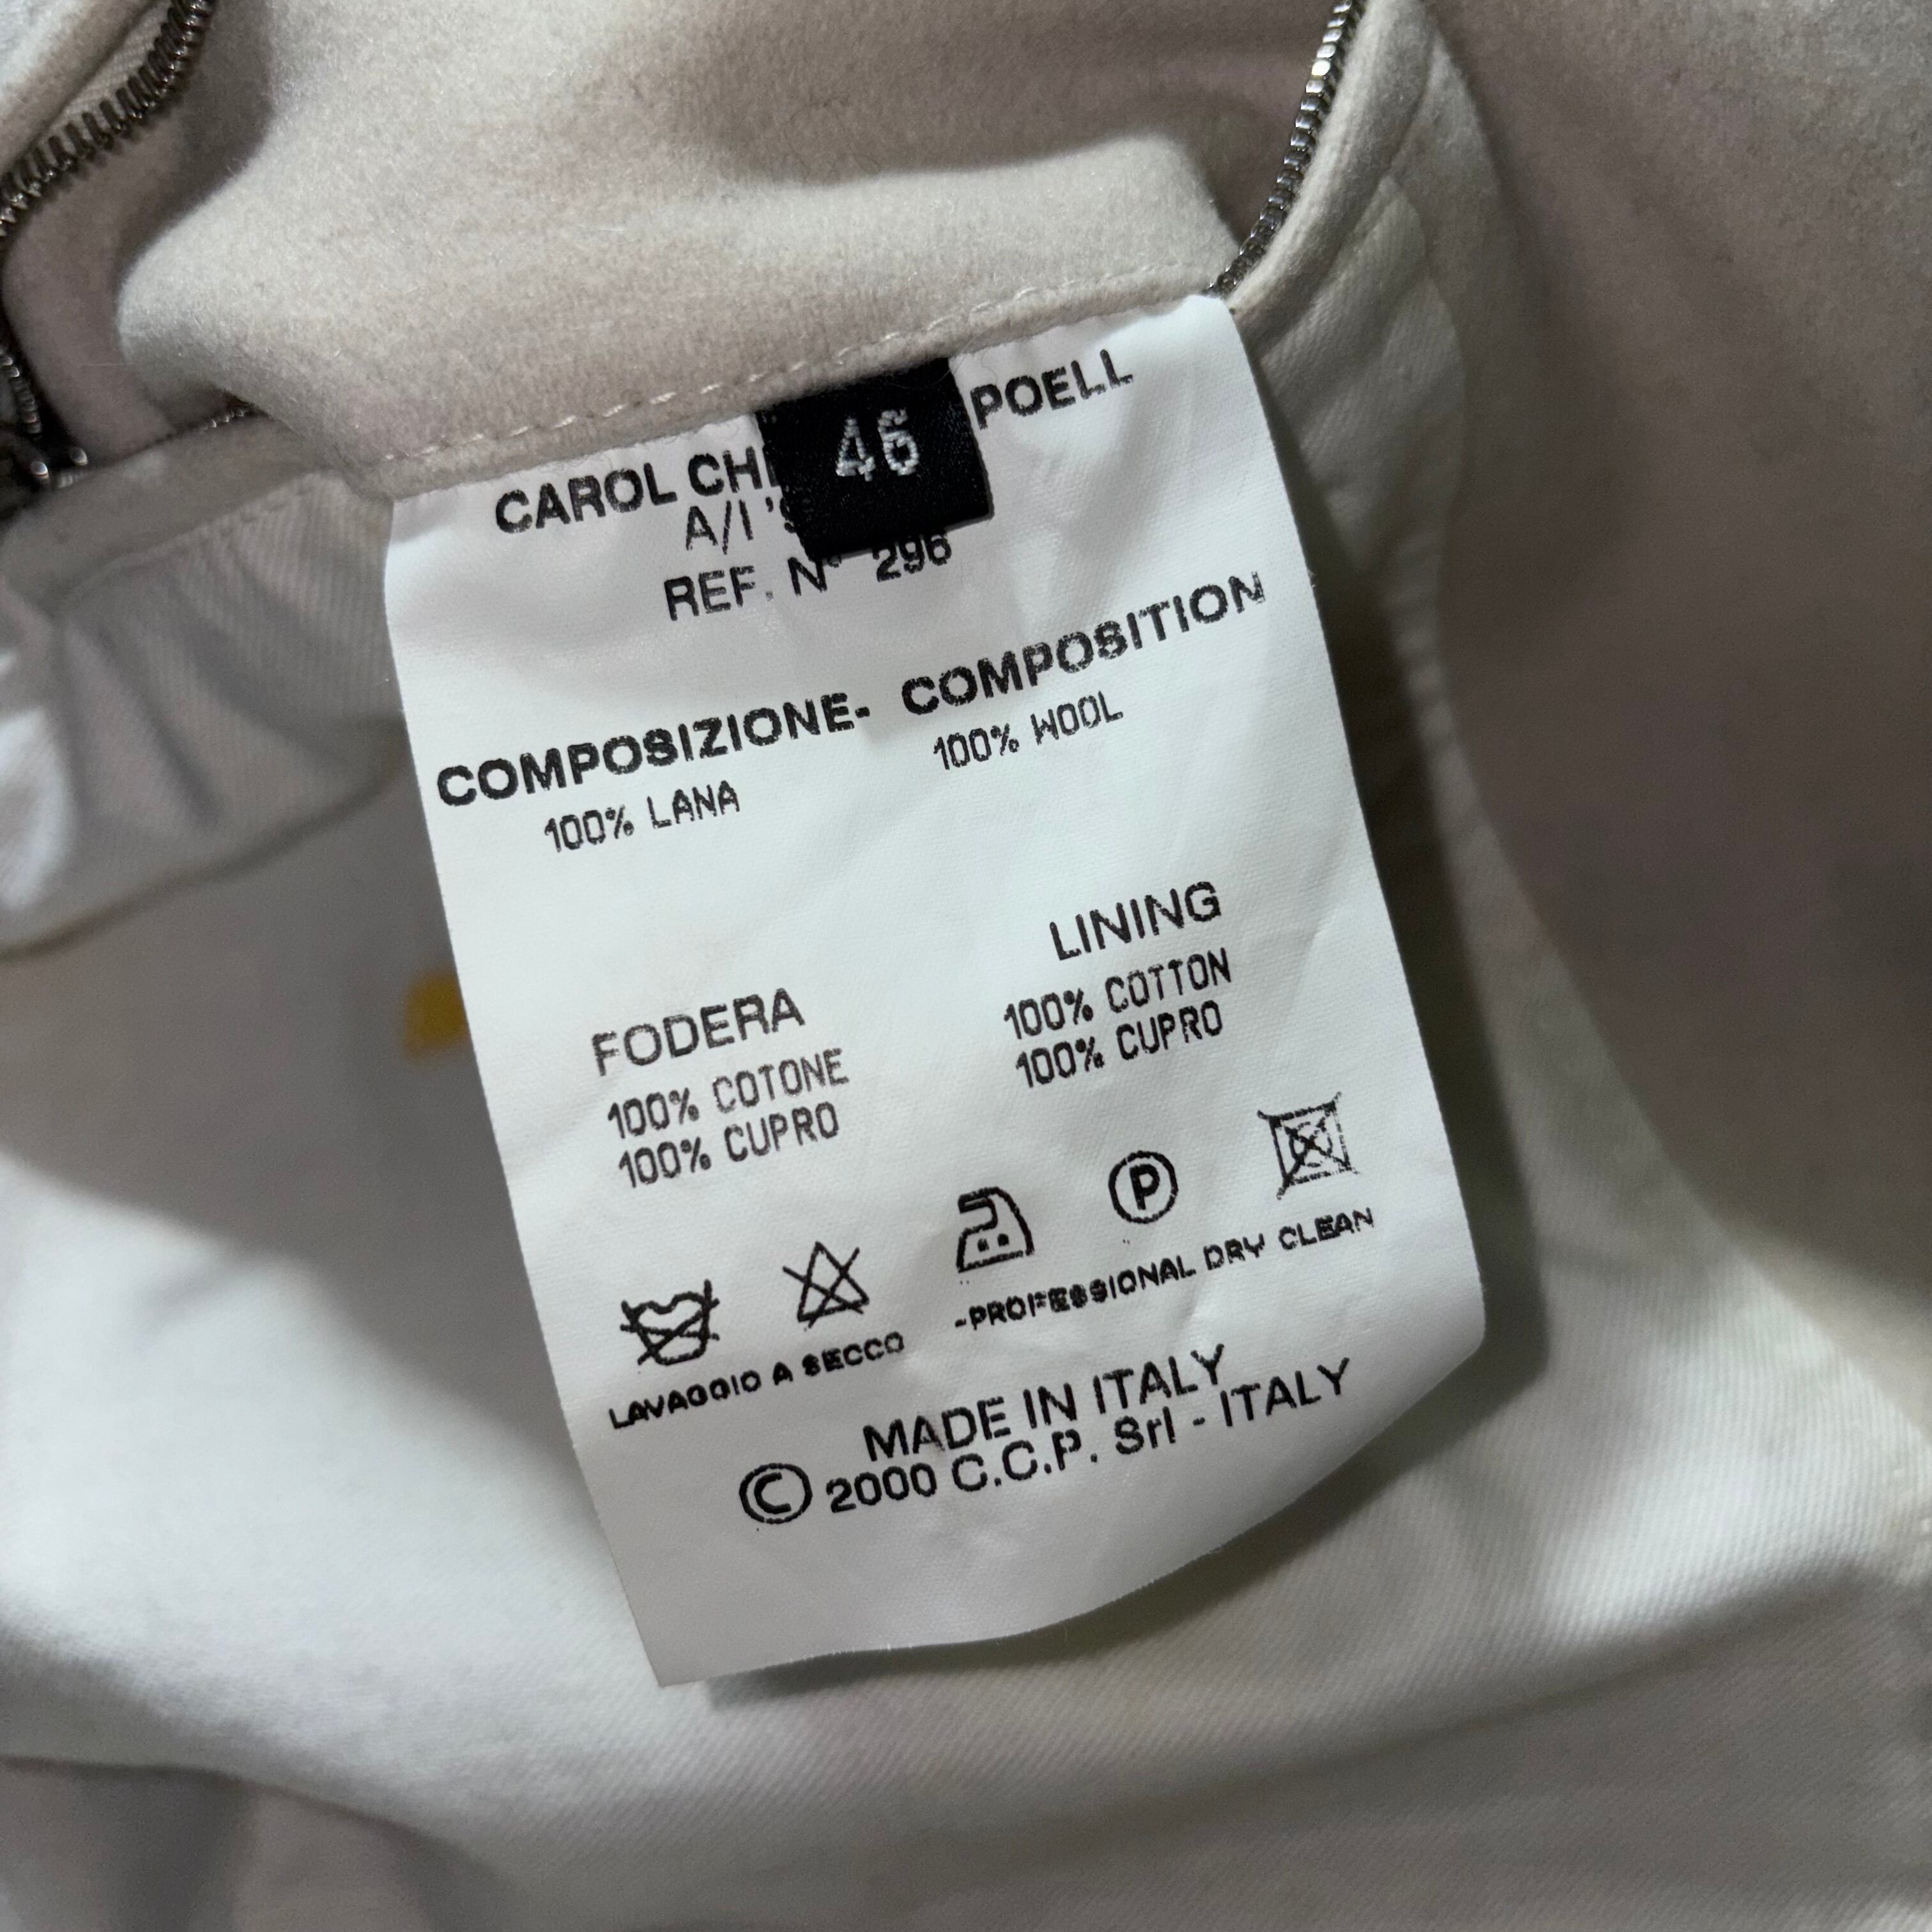 46
CAROL CH POELL
A/I '
REF. N° 296
COMPOSIZIONE- COMPOSITION
100% LANA 100% WOOL
FODERA LINING
100% COTONE 100% COTTON
100% CUPRO 100% CUPRO
P
LAVAGGIO A SECCO -PROFESSIONAL DRY CLEAN
MADE IN ITALY
© 2000 C.C.P. Srl - ITALY